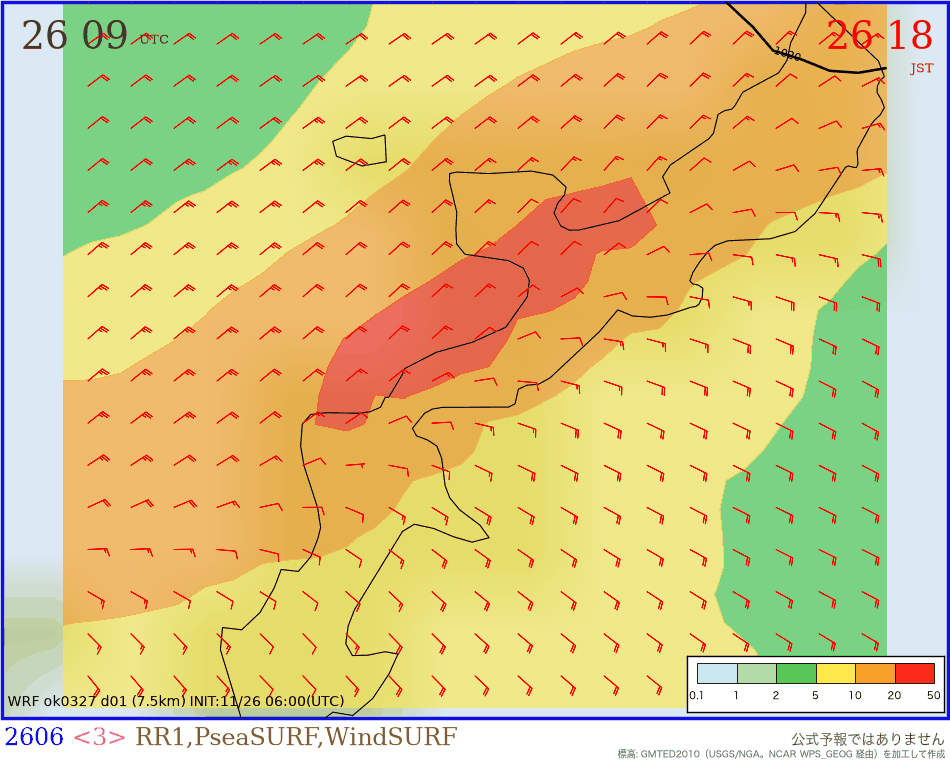 26 09 UTC
26 18
JST
1020
WRF ok0327 d01 (7.5km) INIT:11/26 06:00(UTC)
0.1 1 2 5 10 20 50
2606 <3> RR1,PseaSURF,WindSURF
公式予報ではありません
標高: GMTED2010（USGS/NGA。NCAR WPS_GEOG 経由）を加工して作成